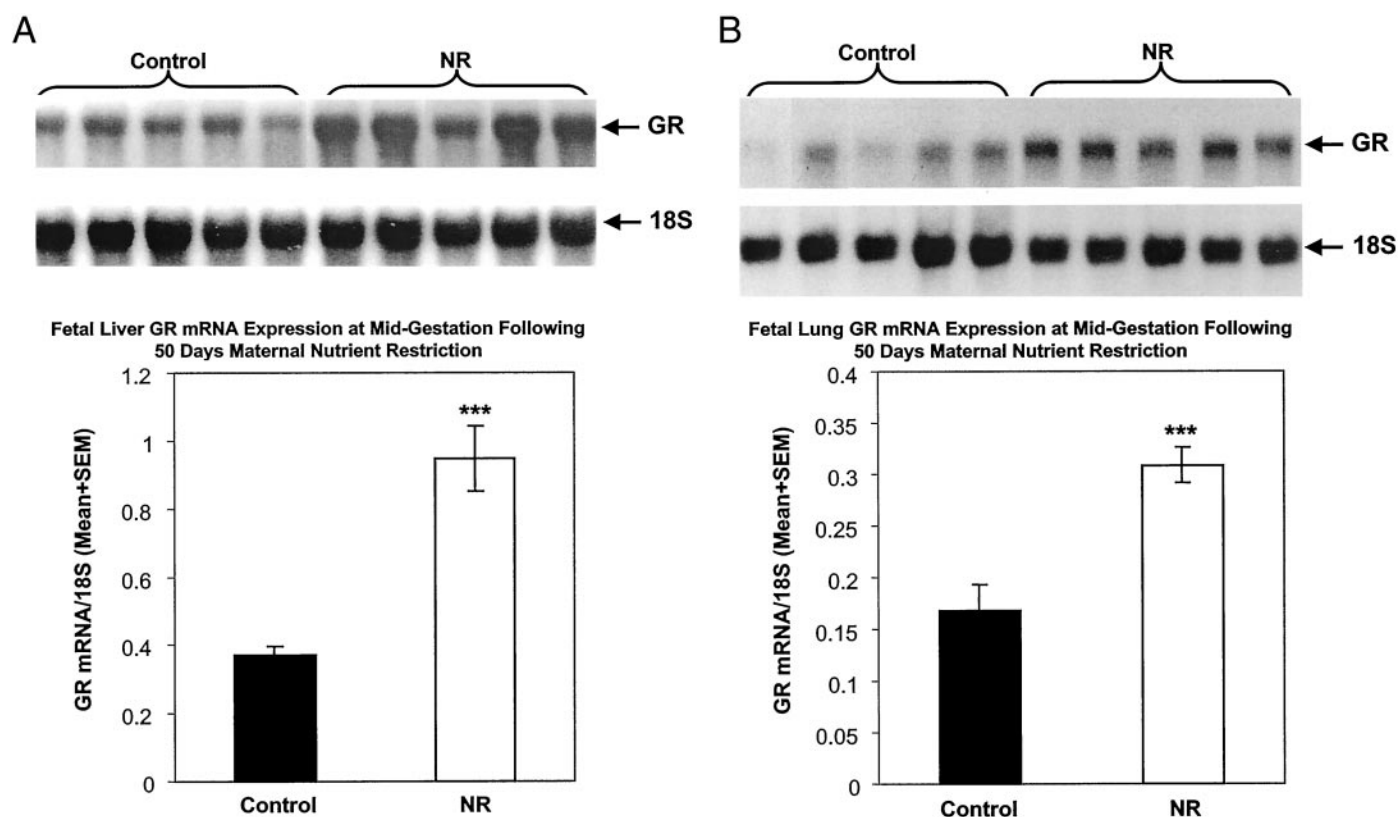 A
Control
NR
GR
18S
Fetal Liver GR mRNA Expression at Mid-Gestation Following
50 Days Maternal Nutrient Restriction
GR mRNA/18S (Mean+SEM)
1.2
1
0.8
0.6
0.4
0.2
0
***
Control
NR
B
Control
NR
GR
18S
Fetal Lung GR mRNA Expression at Mid-Gestation Following
50 Days Maternal Nutrient Restriction
GR mRNA/18S (Mean+SEM)
0.4
0.35
0.3
0.25
0.2
0.15
0.1
0.05
0
***
Control
NR